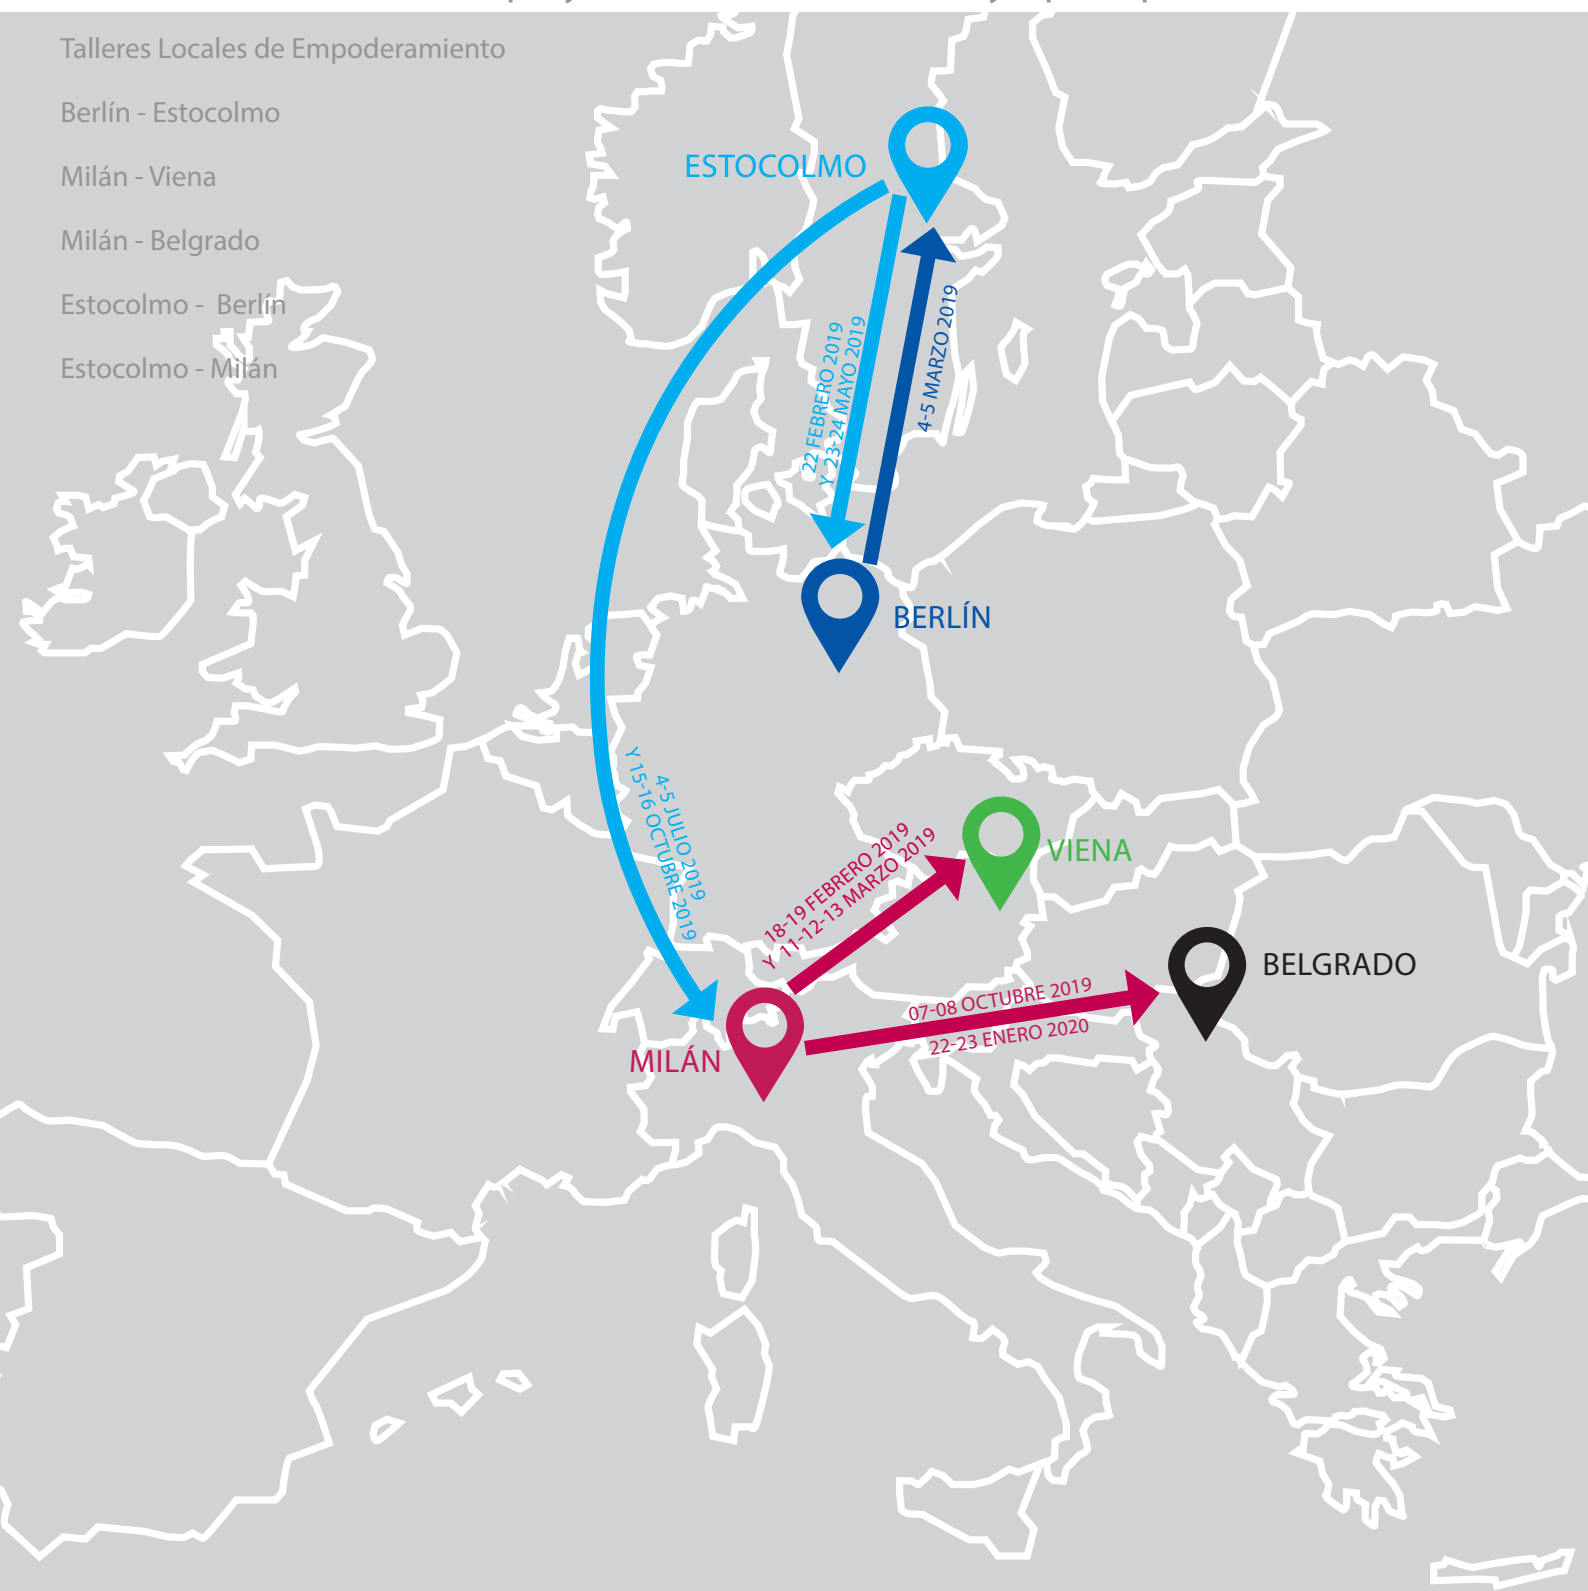 Talleres Locales de Empoderamiento
Berlín - Estocolmo
Milán - Viena
Milán - Belgrado
Estocolmo - Berlín
Estocolmo - Milán
ESTOCOLMO
22 FEBRERO 2019
Y 23-24 MAYO 2019
4-5 MARZO 2019
BERLÍN
4-5 JULIO 2019
Y 15-16 OCTUBRE 2019
18-19 FEBRERO 2019
Y 11-12-13 MARZO 2019
VIENA
BELGRADO
07-08 OCTUBRE 2019
22-23 ENERO 2020
MILÁN